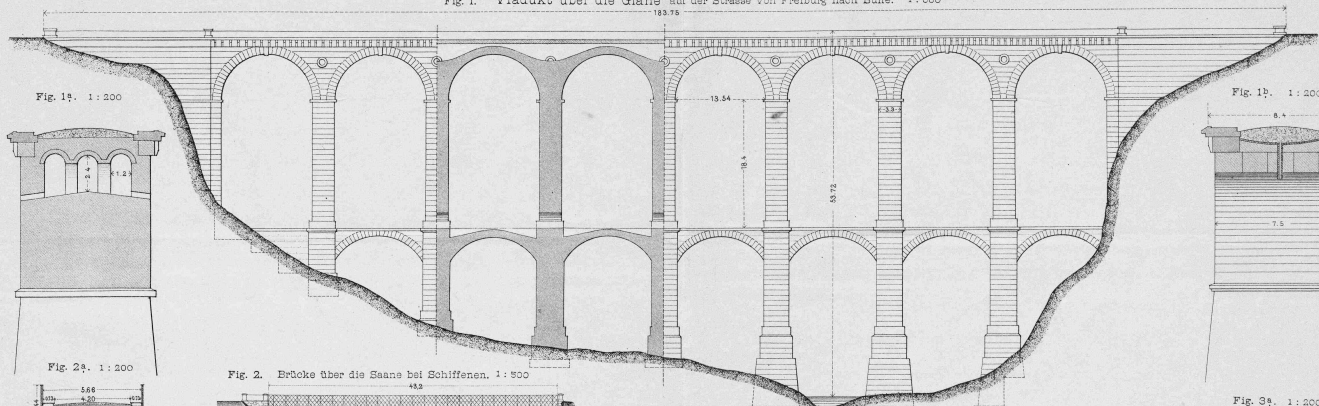 Fig. 1. Viadukt über die Glâne auf der Strasse von Freiburg nach Bulle.
183.75
Fig. 1a. 1:200
Fig. 1b. 1:200
8.4
13.54
3.3
2.4
1.2
18.4
53.72
7.5
Fig. 2a. 1:200
Fig. 2. Brücke über die Saane bei Schiffenen. 1:500
43,2
5.66
4.20
Fig. 3a. 1:200